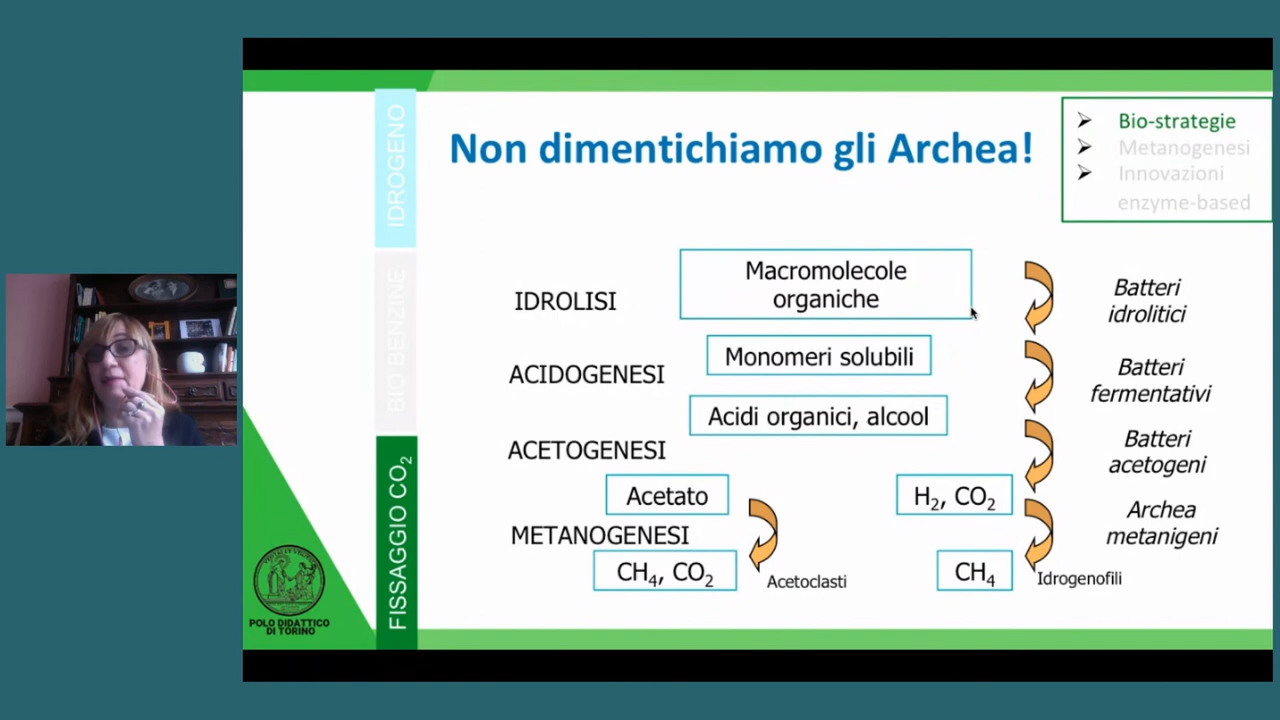 Non dimentichiamo gli Archea!
Bio-strategie
Metanogenesi
Innovazioni
enzyme-based
IDROGENO
BIO BENZINE
FISSAGGIO CO₂
IDROLISI
Macromolecole
organiche
Batteri
idrolitici
Monomeri solubili
ACIDOGENESI
Batteri
fermentativi
Acidi organici, alcool
ACETOGENESI
Batteri
acetogeni
Acetato
H₂, CO₂
METANOGENESI
Archea
metanigeni
CH₄, CO₂
Acetoclasti
CH₄
Idrogenofili
POLO DIDATTICO
DI TORINO